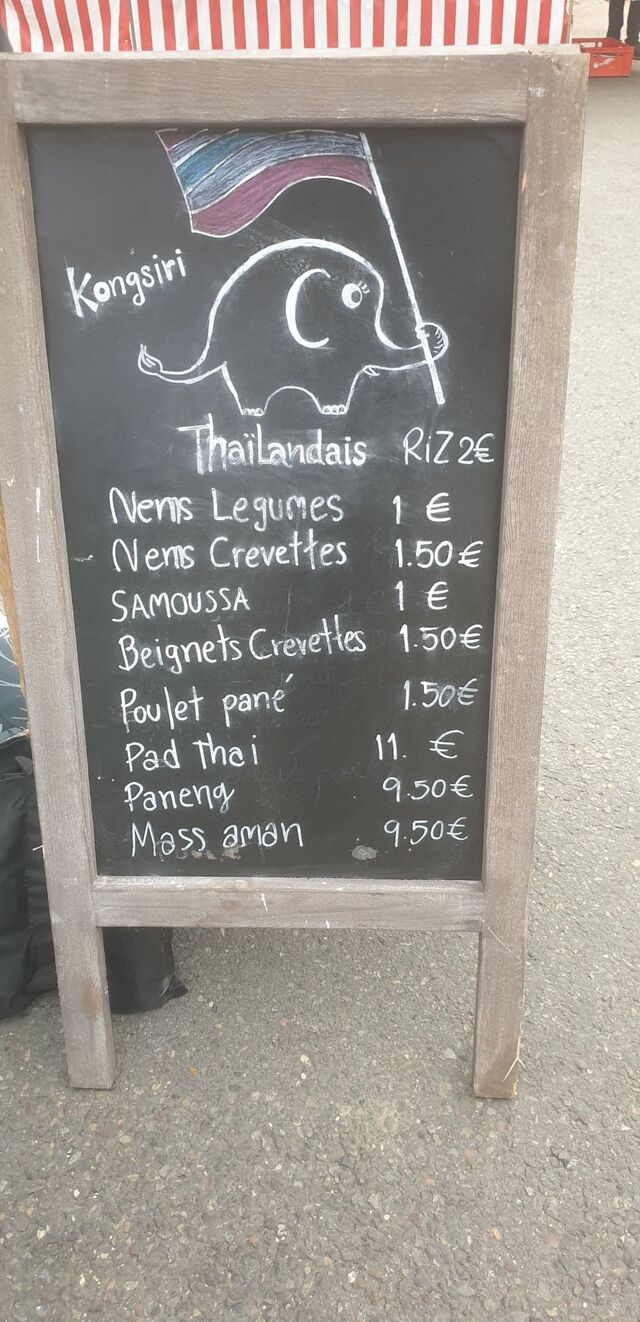 Kongsiri
Thaïlandais RiZ 2€
Nems Legumes 1 €
Nems Crevettes 1.50€
SAMOUSSA 1 €
Beignets Crevettes 1.50€
Poulet pané 1.50€
Pad Thai 11. €
Paneng 9.50€
Mass aman 9.50€